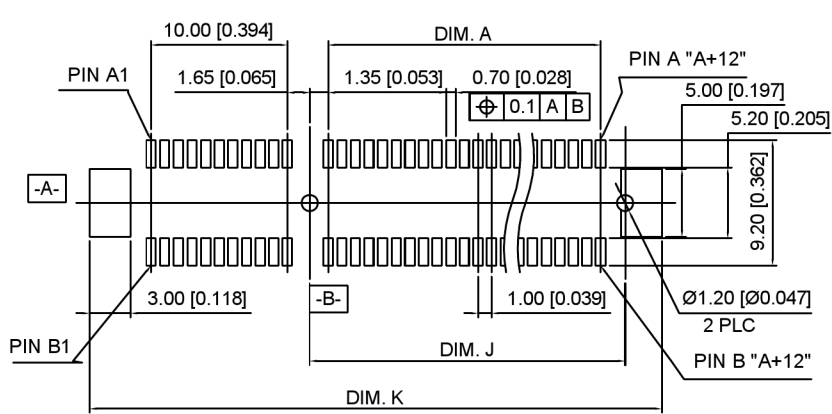 10.00 [0.394]
DIM. A
PIN A "A+12"
PIN A1
1.65 [0.065]
1.35 [0.053]
0.70 [0.028]
5.00 [0.197]
⌖ 0.1 A B
5.20 [0.205]
-A-
9.20 [0.362]
3.00 [0.118]
-B-
1.00 [0.039]
Ø1.20 [Ø0.047]
2 PLC
PIN B1
DIM. J
PIN B "A+12"
DIM. K